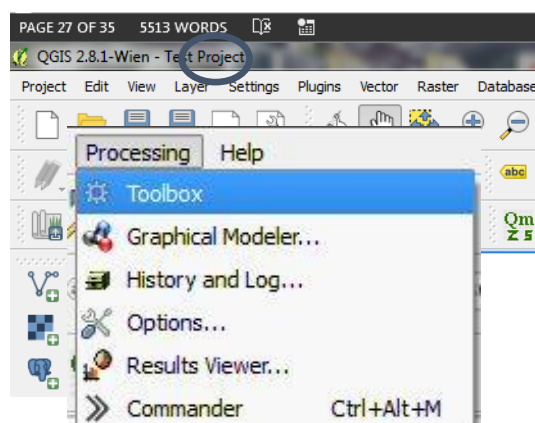 PAGE 27 OF 35 5513 WORDS
QGIS 2.8.1-Wien - Test Project
Project Edit View Layer Settings Plugins Vector Raster Database
abc
Processing Help
Toolbox
Graphical Modeler...
History and Log...
Options...
Results Viewer...
Commander Ctrl+Alt+M